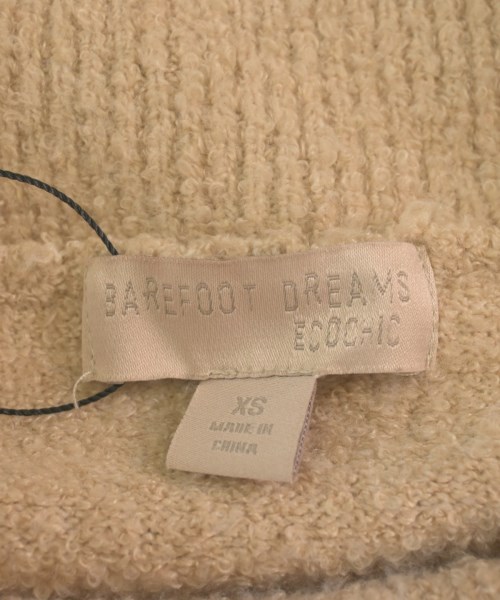 BAREFOOT DREAMS
ECOCHIC
XS
MADE IN
CHINA